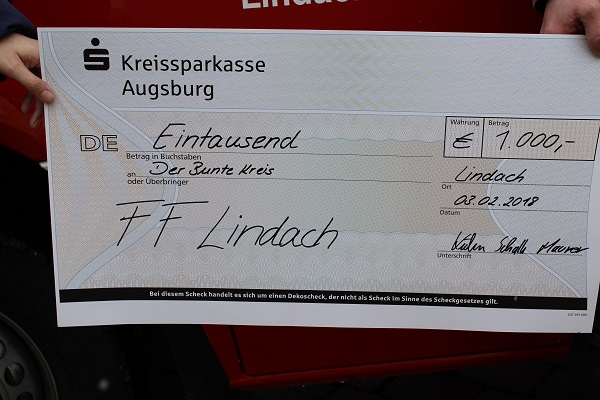 Lindach
Kreissparkasse
Augsburg
Währung
Betrag
DE Eintausend € 1.000,-
Betrag in Buchstaben
an Der Bunte Kreis Lindach
oder Überbringer Ort
03.02.2018
Datum
FF Lindach
Maurer
Unterschrift
Bei diesem Scheck handelt es sich um einen Dekoscheck, der nicht als Scheck im Sinne des Scheckgesetzes gilt.